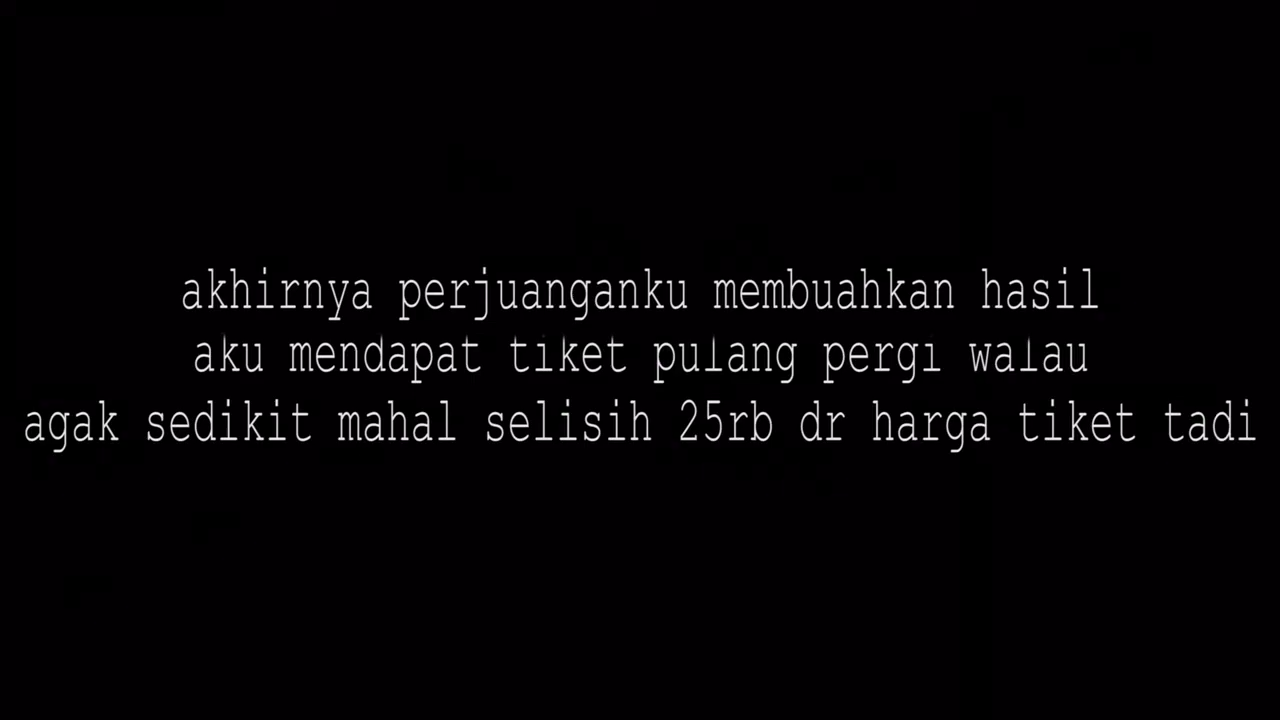 akhirnya perjuanganku membuahkan hasil
aku mendapat tiket pulang pergi walau
agak sedikit mahal selisih 25rb dr harga tiket tadi